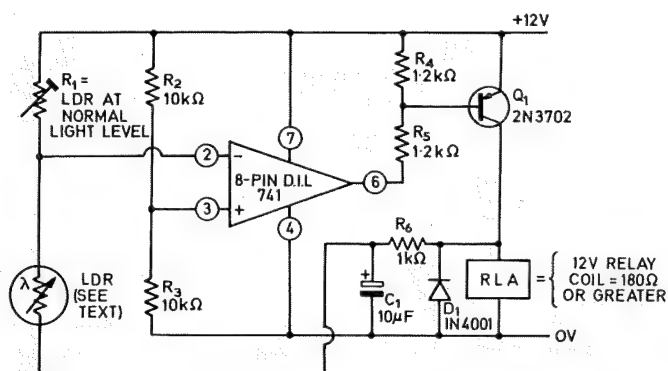 +12V
R1 =
LDR AT
NORMAL
LIGHT LEVEL
R2
10kΩ
R4
1·2kΩ
Q1
2N3702
7
2
−
8-PIN D.I.L
741
3
+
4
6
R5
1·2kΩ
λ
LDR
(SEE
TEXT)
R3
10kΩ
R6
1kΩ
+
C1
10µF
D1
1N4001
RLA
=
12V RELAY
COIL = 180Ω
OR GREATER
0V